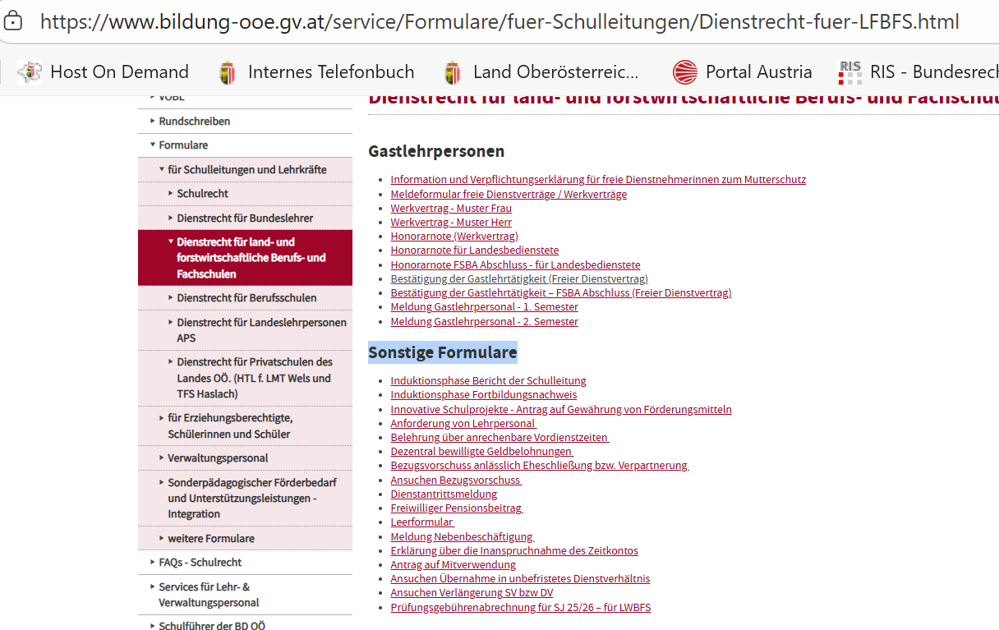 https://www.bildung-ooe.gv.at/service/Formulare/fuer-Schulleitungen/Dienstrecht-fuer-LFBFS.html
Host On Demand
Internes Telefonbuch
Land Oberösterreic...
Portal Austria
RIS - Bundesrech
VOBL
Rundschreiben
Formulare
für Schulleitungen und Lehrkräfte
Schulrecht
Dienstrecht für Bundeslehrer
Dienstrecht für land- und
forstwirtschaftliche Berufs- und
Fachschulen
Dienstrecht für Berufsschulen
Dienstrecht für Landeslehrpersonen
APS
Dienstrecht für Privatschulen des
Landes OÖ. (HTL f. LMT Wels und
TFS Haslach)
für Erziehungsberechtigte,
Schülerinnen und Schüler
Verwaltungspersonal
Sonderpädagogischer Förderbedarf
und Unterstützungsleistungen -
Integration
weitere Formulare
FAQs - Schulrecht
Services für Lehr- &
Verwaltungspersonal
Schulführer der BD OÖ
Dienstrecht für land- und forstwirtschaftliche Berufs- und Fachschul
Gastlehrpersonen
Information und Verpflichtungserklärung für freie Dienstnehmerinnen zum Mutterschutz
Meldeformular freie Dienstverträge / Werkverträge
Werkvertrag - Muster Frau
Werkvertrag - Muster Herr
Honorarnote (Werkvertrag)
Honorarnote für Landesbedienstete
Honorarnote FSBA Abschluss - für Landesbedienstete
Bestätigung der Gastlehrtätigkeit (Freier Dienstvertrag)
Bestätigung der Gastlehrtätigkeit – FSBA Abschluss (Freier Dienstvertrag)
Meldung Gastlehrpersonal - 1. Semester
Meldung Gastlehrpersonal - 2. Semester
Sonstige Formulare
Induktionsphase Bericht der Schulleitung
Induktionsphase Fortbildungsnachweis
Innovative Schulprojekte - Antrag auf Gewährung von Förderungsmitteln
Anforderung von Lehrpersonal
Belehrung über anrechenbare Vordienstzeiten
Dezentral bewilligte Geldbelohnungen
Bezugsvorschuss anlässlich Eheschließung bzw. Verpartnerung
Ansuchen Bezugsvorschuss
Dienstantrittsmeldung
Freiwilliger Pensionsbeitrag
Leerformular
Meldung Nebenbeschäftigung
Erklärung über die Inanspruchnahme des Zeitkontos
Antrag auf Mitverwendung
Ansuchen Übernahme in unbefristetes Dienstverhältnis
Ansuchen Verlängerung SV bzw DV
Prüfungsgebührenabrechnung für SJ 25/26 – für LWBFS